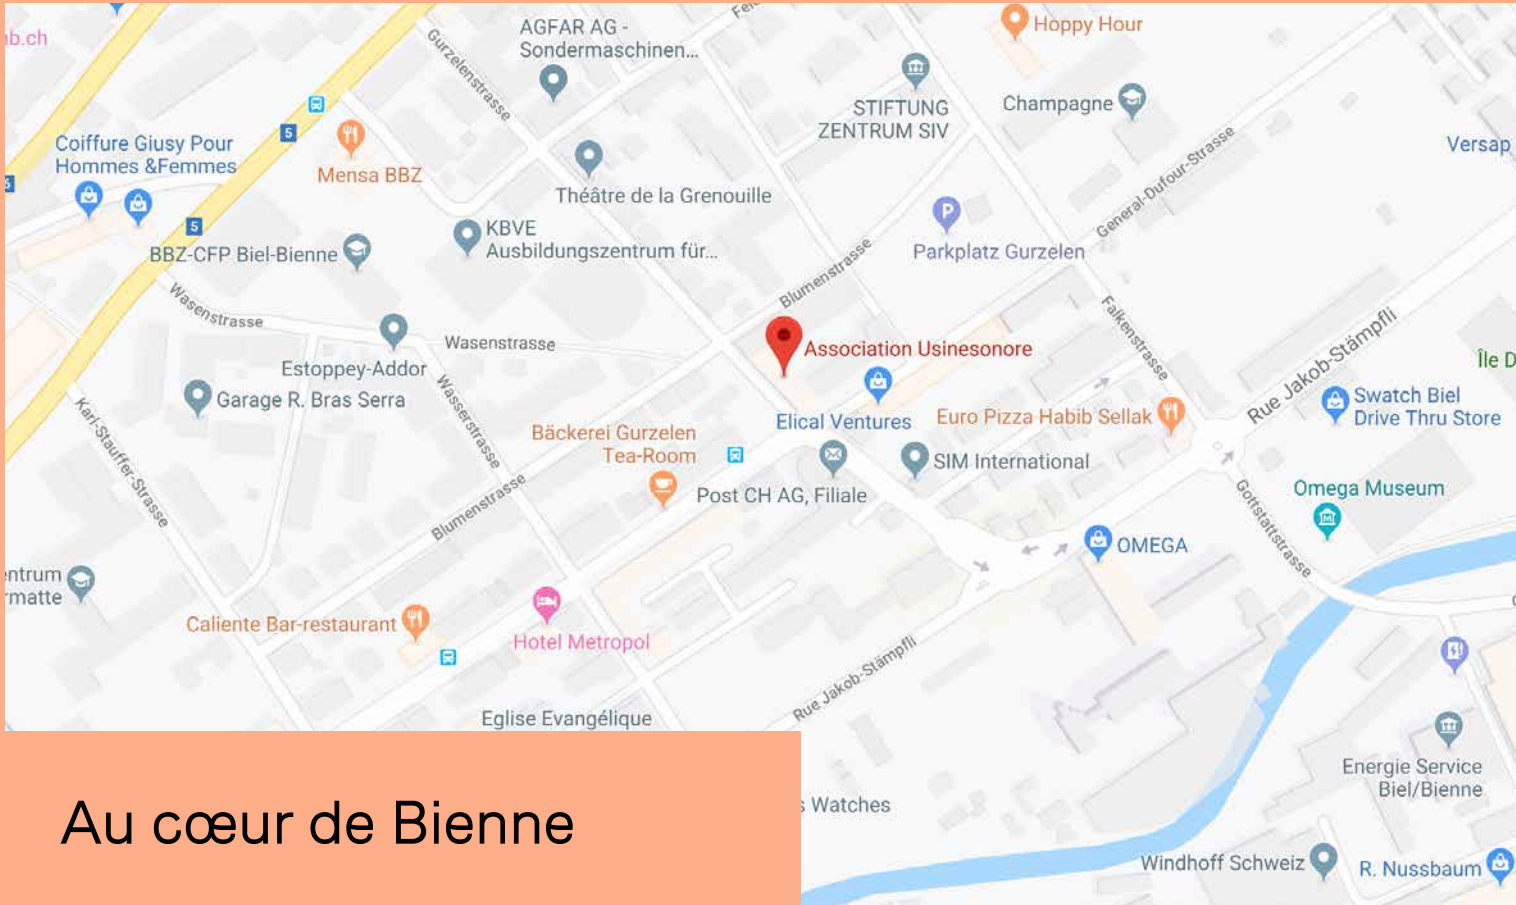 AGFAR AG -
Sondermaschinen...
Hoppy Hour
Gurzelenstrasse
STIFTUNG
ZENTRUM SIV
Champagne
5
Coiffure Giusy Pour
Hommes &Femmes
Mensa BBZ
Versap
General-Dufour-Strasse
Théâtre de la Grenouille
P
Parkplatz Gurzelen
5
KBVE
Ausbildungszentrum für...
BBZ-CFP Biel-Bienne
Blumenstrasse
Wasenstrasse
Wasenstrasse
Falkenstrasse
Rue Jakob-Stämpfli
Association Usinesonore
Île D
Estoppey-Addor
Garage R. Bras Serra
Wasserstrasse
Karl-Stauffer-Strasse
Elical Ventures
Euro Pizza Habib Sellak
Swatch Biel
Drive Thru Store
Bäckerei Gurzelen
Tea-Room
SIM International
Post CH AG, Filiale
Omega Museum
M
Blumenstrasse
Gottstattstrasse
OMEGA
entrum
rmatte
Caliente Bar-restaurant
Hotel Metropol
Rue Jakob-Stämpfli
Eglise Evangélique
Energie Service
Biel/Bienne
s Watches
Au cœur de Bienne
Windhoff Schweiz
R. Nussbaum